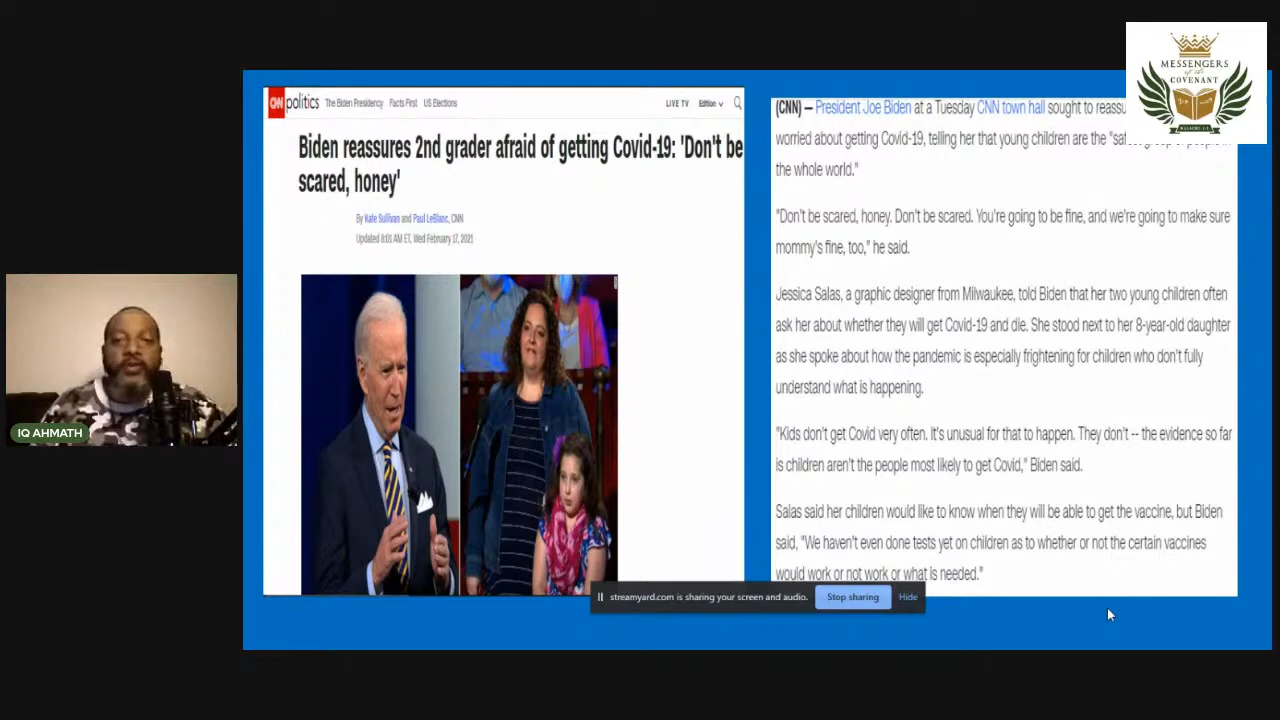 MESSENGERS
of the
COVENANT
CNN politics The Biden Presidency Facts First US Elections
LIVE TV Edition
Biden reassures 2nd grader afraid of getting Covid-19: 'Don't be
scared, honey'
By Kate Sullivan and Paul LeBlanc, CNN
Updated 8:01 AM ET, Wed February 17, 2021
(CNN) — President Joe Biden at a Tuesday CNN town hall sought to
worried about getting Covid-19, telling her that young children are the
the whole world."
"Don't be scared, honey. Don't be scared. You're going to be fine, and we're going to make sure
mommy's fine, too," he said.
Jessica Salas, a graphic designer from Milwaukee, told Biden that her two young children often
ask her about whether they will get Covid-19 and die. She stood next to her 8-year-old daughter
as she spoke about how the pandemic is especially frightening for children who don't fully
understand what is happening.
"Kids don't get Covid very often. It's unusual for that to happen. They don't -- the evidence so far
is children aren't the people most likely to get Covid," Biden said.
Salas said her children would like to know when they will be able to get the vaccine, but Biden
said, "We haven't even done tests yet on children as to whether or not the certain vaccines
would work or not work or what is needed."
IQ AHMATH
streamyard.com is sharing your screen and audio. Stop sharing Hide